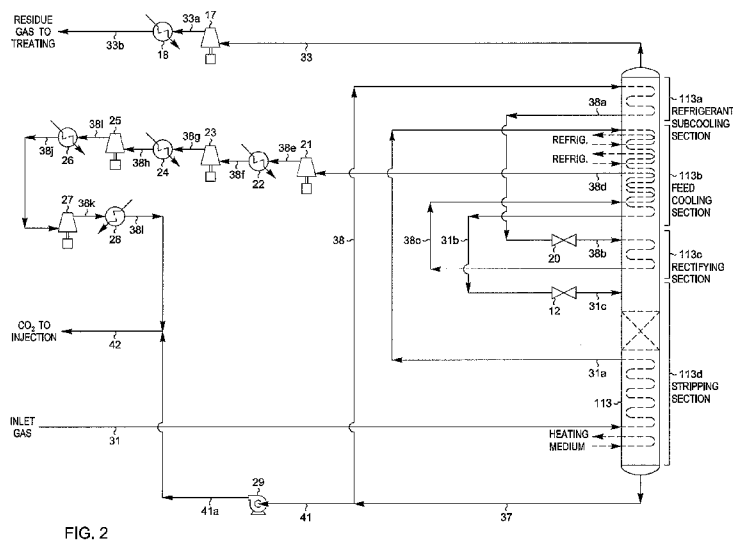 RESIDUE
GAS TO
TREATING
33b
18
33a
17
33
38a
113a
REFRIGERANT
SUBCOOLING
SECTION
38j
26
38i
25
38h
24
38g
23
38f
22
38e
21
REFRIG.
REFRIG.
38d
113b
FEED
COOLING
SECTION
27
38k
28
38l
38
38c
31b
20
38b
113c
RECTIFYING
SECTION
12
31c
CO2 TO
INJECTION
42
31a
113d
STRIPPING
SECTION
113
INLET
GAS
31
HEATING
MEDIUM
29
41a
41
37
FIG. 2